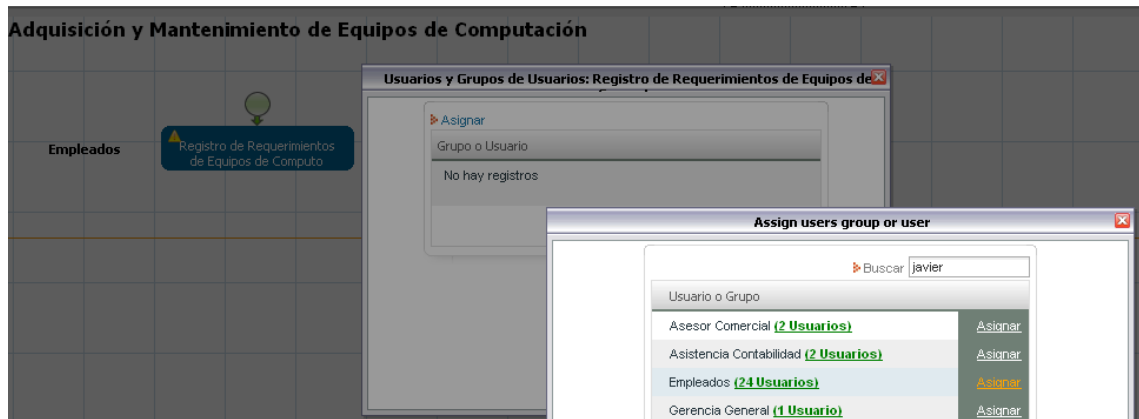 Adquisición y Mantenimiento de Equipos de Computación
Usuarios y Grupos de Usuarios: Registro de Requerimientos de Equipos de
Asignar
Grupo o Usuario
No hay registros
Empleados
Registro de Requerimientos
de Equipos de Computo
Assign users group or user
Buscar javier
Usuario o Grupo
Asesor Comercial (2 Usuarios) Asignar
Asistencia Contabilidad (2 Usuarios) Asignar
Empleados (24 Usuarios) Asignar
Gerencia General (1 Usuario) Asignar